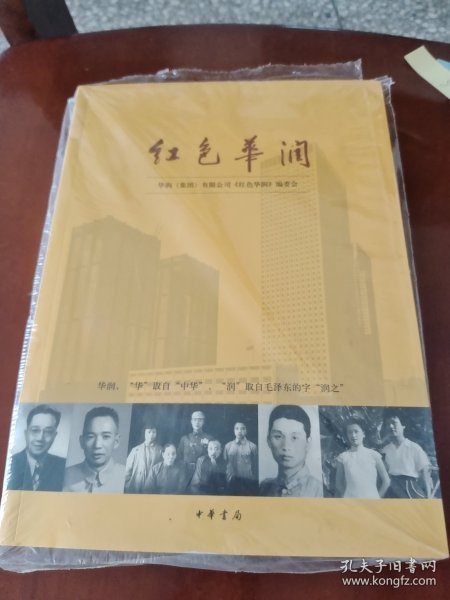 红色華润
华润（集团）有限公司《红色华润》编委会
华润，“华”取自“中华”，“润”取自毛泽东的字“润之”
中華書局
孔夫子旧书网
www.kongfz.com